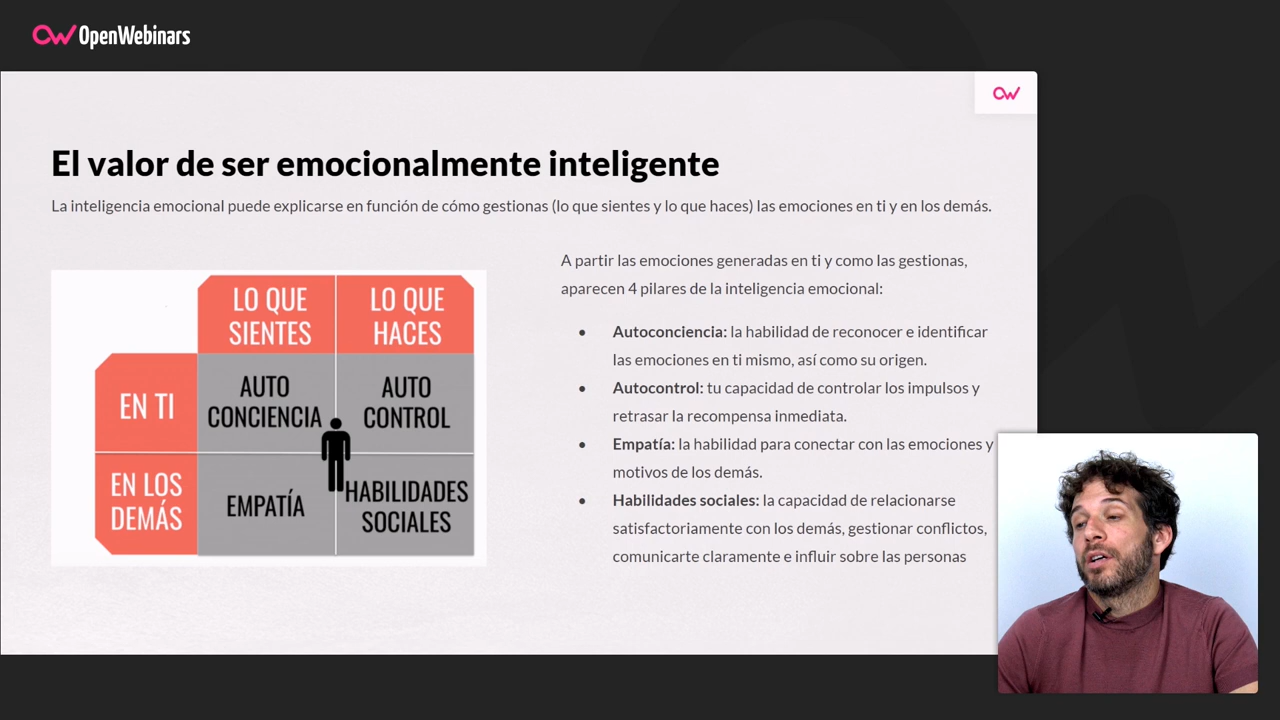 OpenWebinars
El valor de ser emocionalmente inteligente
La inteligencia emocional puede explicarse en función de cómo gestionas (lo que sientes y lo que haces) las emociones en ti y en los demás.
LO QUE
SIENTES
LO QUE
HACES
EN TI
AUTO
CONCIENCIA
AUTO
CONTROL
EN LOS
DEMÁS
EMPATÍA
HABILIDADES
SOCIALES
A partir las emociones generadas en ti y como las gestionas,
aparecen 4 pilares de la inteligencia emocional:
● Autoconciencia: la habilidad de reconocer e identificar
las emociones en ti mismo, así como su origen.
● Autocontrol: tu capacidad de controlar los impulsos y
retrasar la recompensa inmediata.
● Empatía: la habilidad para conectar con las emociones y
motivos de los demás.
● Habilidades sociales: la capacidad de relacionarse
satisfactoriamente con los demás, gestionar conflictos,
comunicarte claramente e influir sobre las personas